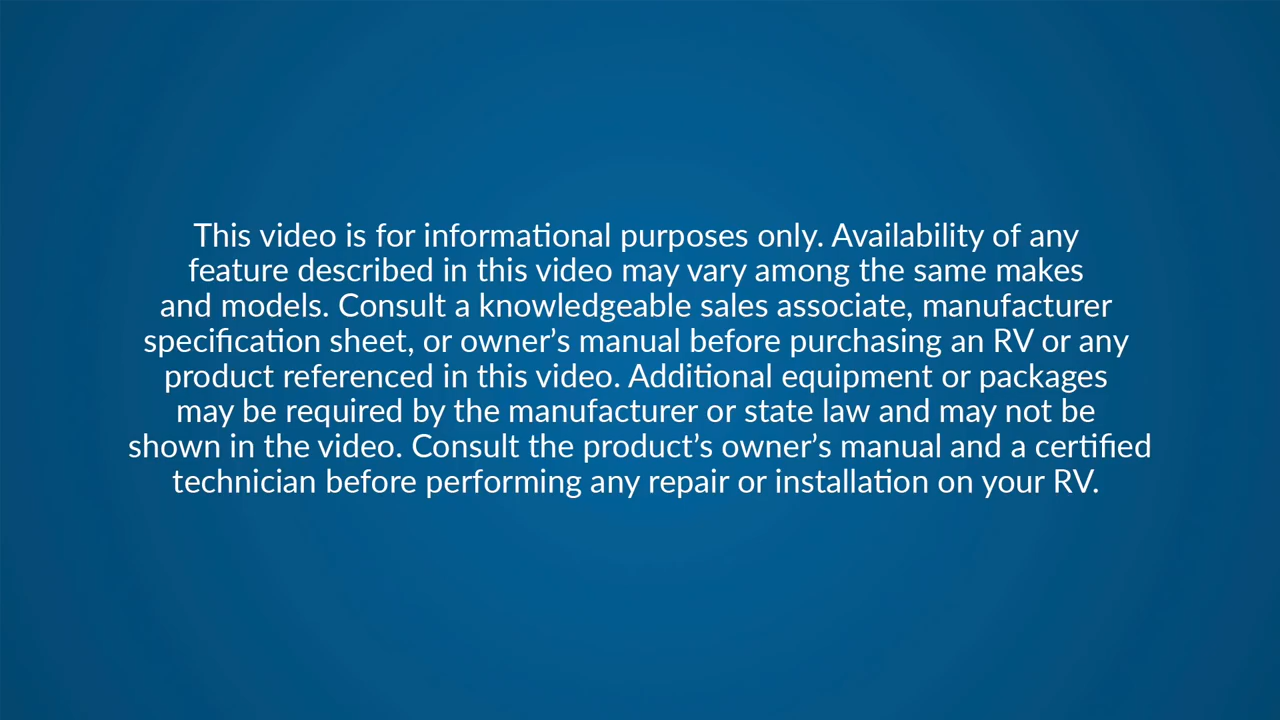 This video is for informational purposes only. Availability of any
feature described in this video may vary among the same makes
and models. Consult a knowledgeable sales associate, manufacturer
specification sheet, or owner’s manual before purchasing an RV or any
product referenced in this video. Additional equipment or packages
may be required by the manufacturer or state law and may not be
shown in the video. Consult the product’s owner’s manual and a certified
technician before performing any repair or installation on your RV.